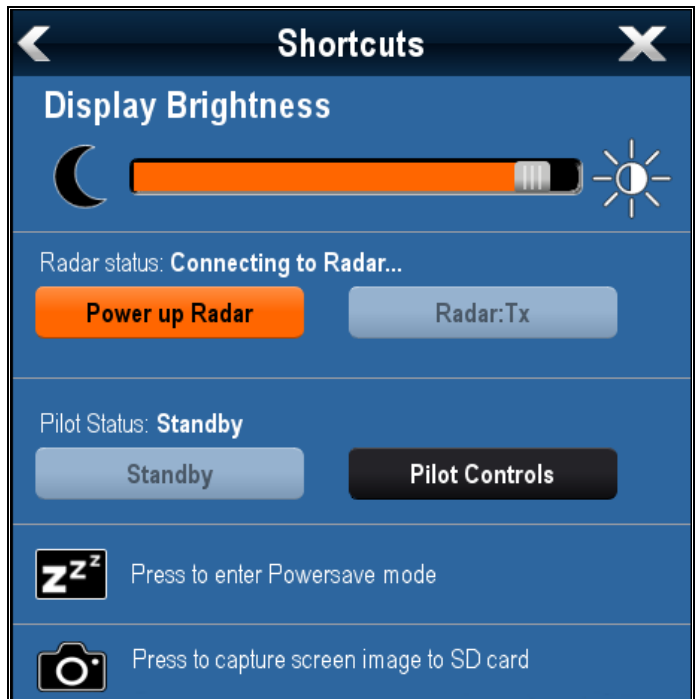 Shortcuts
Display Brightness
Radar status: Connecting to Radar...
Power up Radar
Radar:Tx
Pilot Status: Standby
Standby
Pilot Controls
zzz
Press to enter Powersave mode
Press to capture screen image to SD card